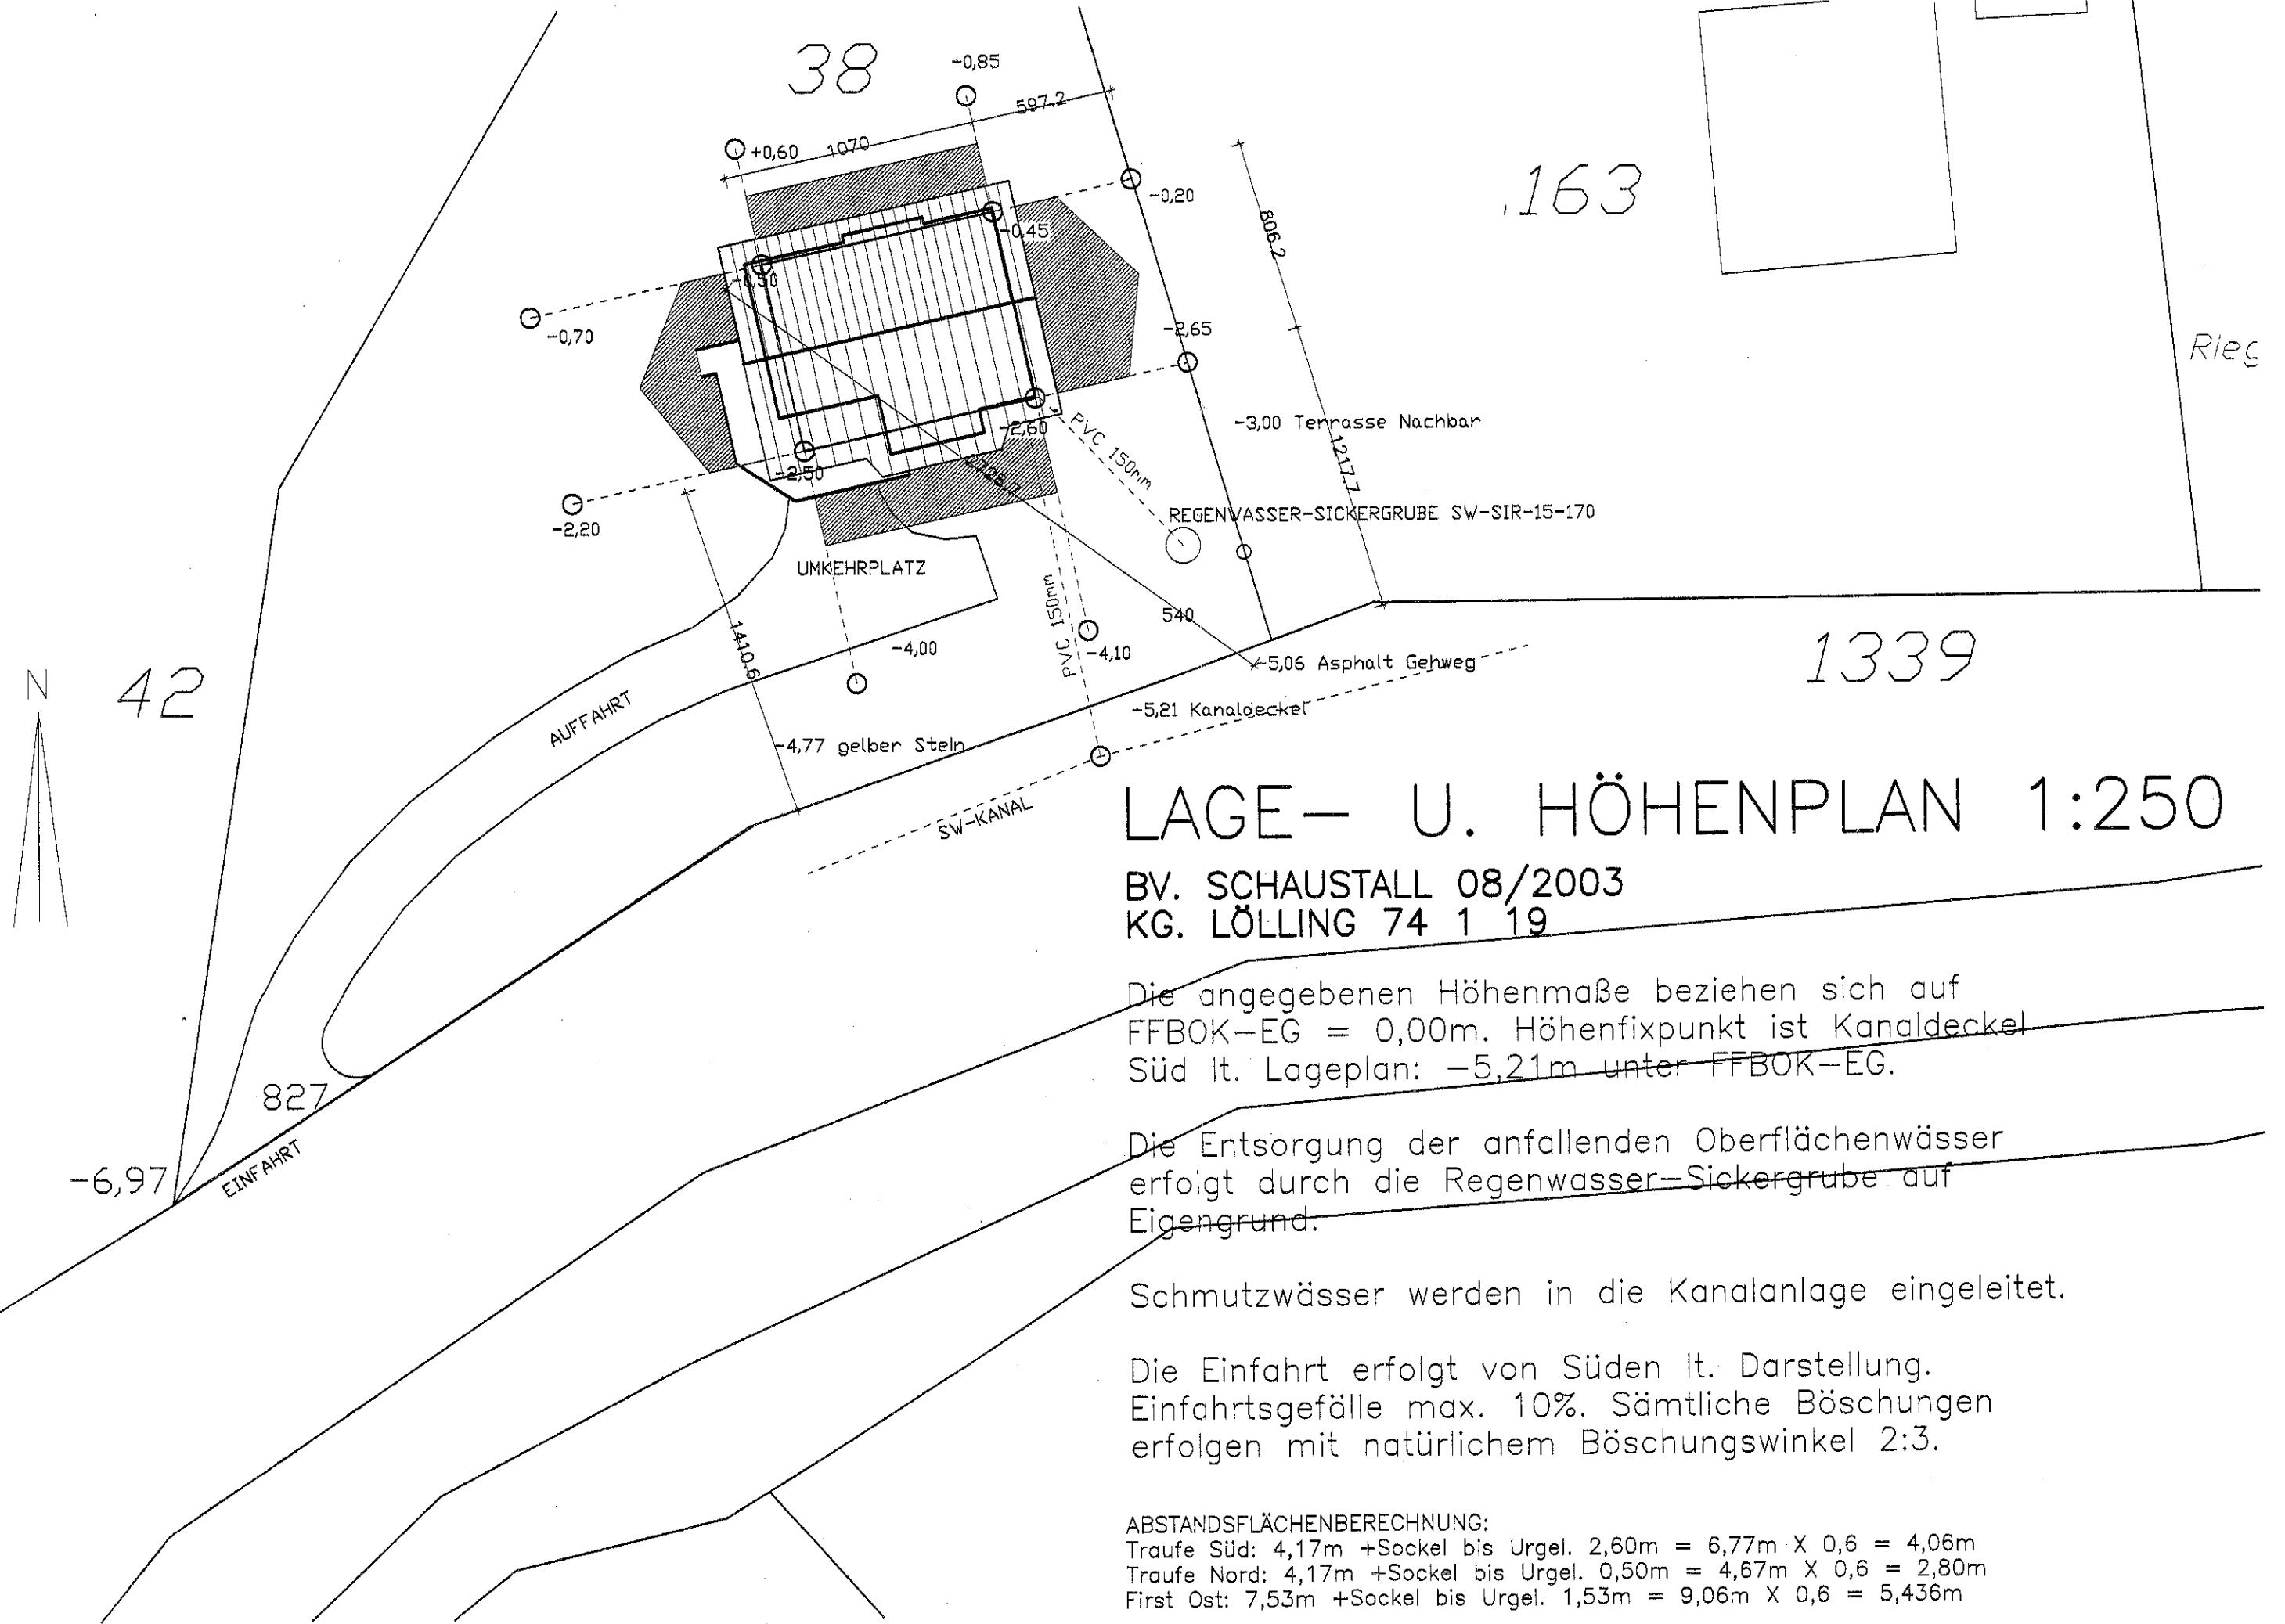 38
+0,85
597.2
+0,60
1070
-0,20
.163
806.2
-0,45
-0,50
-0,70
-2,65
Rieg
-3,00 Terrasse Nachbar
-2,60
PVC 150mm
1217.7
-2,50
-2,20
REGENWASSER-SICKERGRUBE SW-SIR-15-170
UMKEHRPLATZ
PVC 150mm
540
1410.6
-4,00
-4,10
-5,06 Asphalt Gehweg
1339
N
42
AUFFAHRT
-5,21 Kanaldeckel
-4,77 gelber Stein
SW-KANAL
LAGE- U. HÖHENPLAN 1:250
BV. SCHAUSTALL 08/2003
KG. LÖLLING 74 1 19
Die angegebenen Höhenmaße beziehen sich auf
FFBOK-EG = 0,00m. Höhenfixpunkt ist Kanaldeckel
Süd lt. Lageplan: -5,21m unter FFBOK-EG.
827
-6,97
EINFAHRT
Die Entsorgung der anfallenden Oberflächenwässer
erfolgt durch die Regenwasser-Sickergrube auf
Eigengrund.
Schmutzwässer werden in die Kanalanlage eingeleitet.
Die Einfahrt erfolgt von Süden lt. Darstellung.
Einfahrtsgefälle max. 10%. Sämtliche Böschungen
erfolgen mit natürlichem Böschungswinkel 2:3.
ABSTANDSFLÄCHENBERECHNUNG:
Traufe Süd: 4,17m +Sockel bis Urgel. 2,60m = 6,77m X 0,6 = 4,06m
Traufe Nord: 4,17m +Sockel bis Urgel. 0,50m = 4,67m X 0,6 = 2,80m
First Ost: 7,53m +Sockel bis Urgel. 1,53m = 9,06m X 0,6 = 5,436m